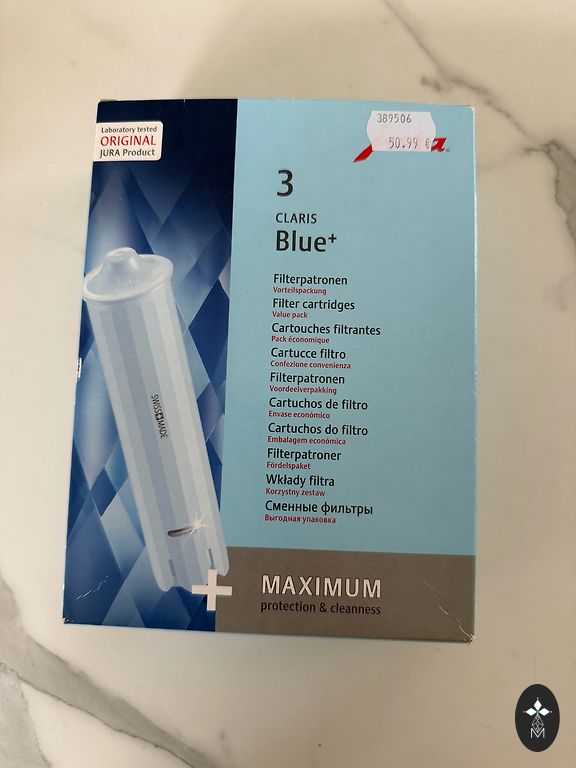 Laboratory tested
ORIGINAL
JURA Product
389506
50.99 €
3
CLARIS
Blue+
Filterpatronen
Vorteilspackung
Filter cartridges
Value pack
Cartouches filtrantes
Pack économique
Cartucce filtro
Confezione convenienza
Filterpatronen
Voordeelverpakking
Cartuchos de filtro
Envase económico
Cartuchos do filtro
Embalagem económica
Filterpatroner
Fördelspaket
Wkłady filtra
Korzystny zestaw
Сменные фильтры
Выгодная упаковка
SWISS MADE
MAXIMUM
protection & cleanness
M